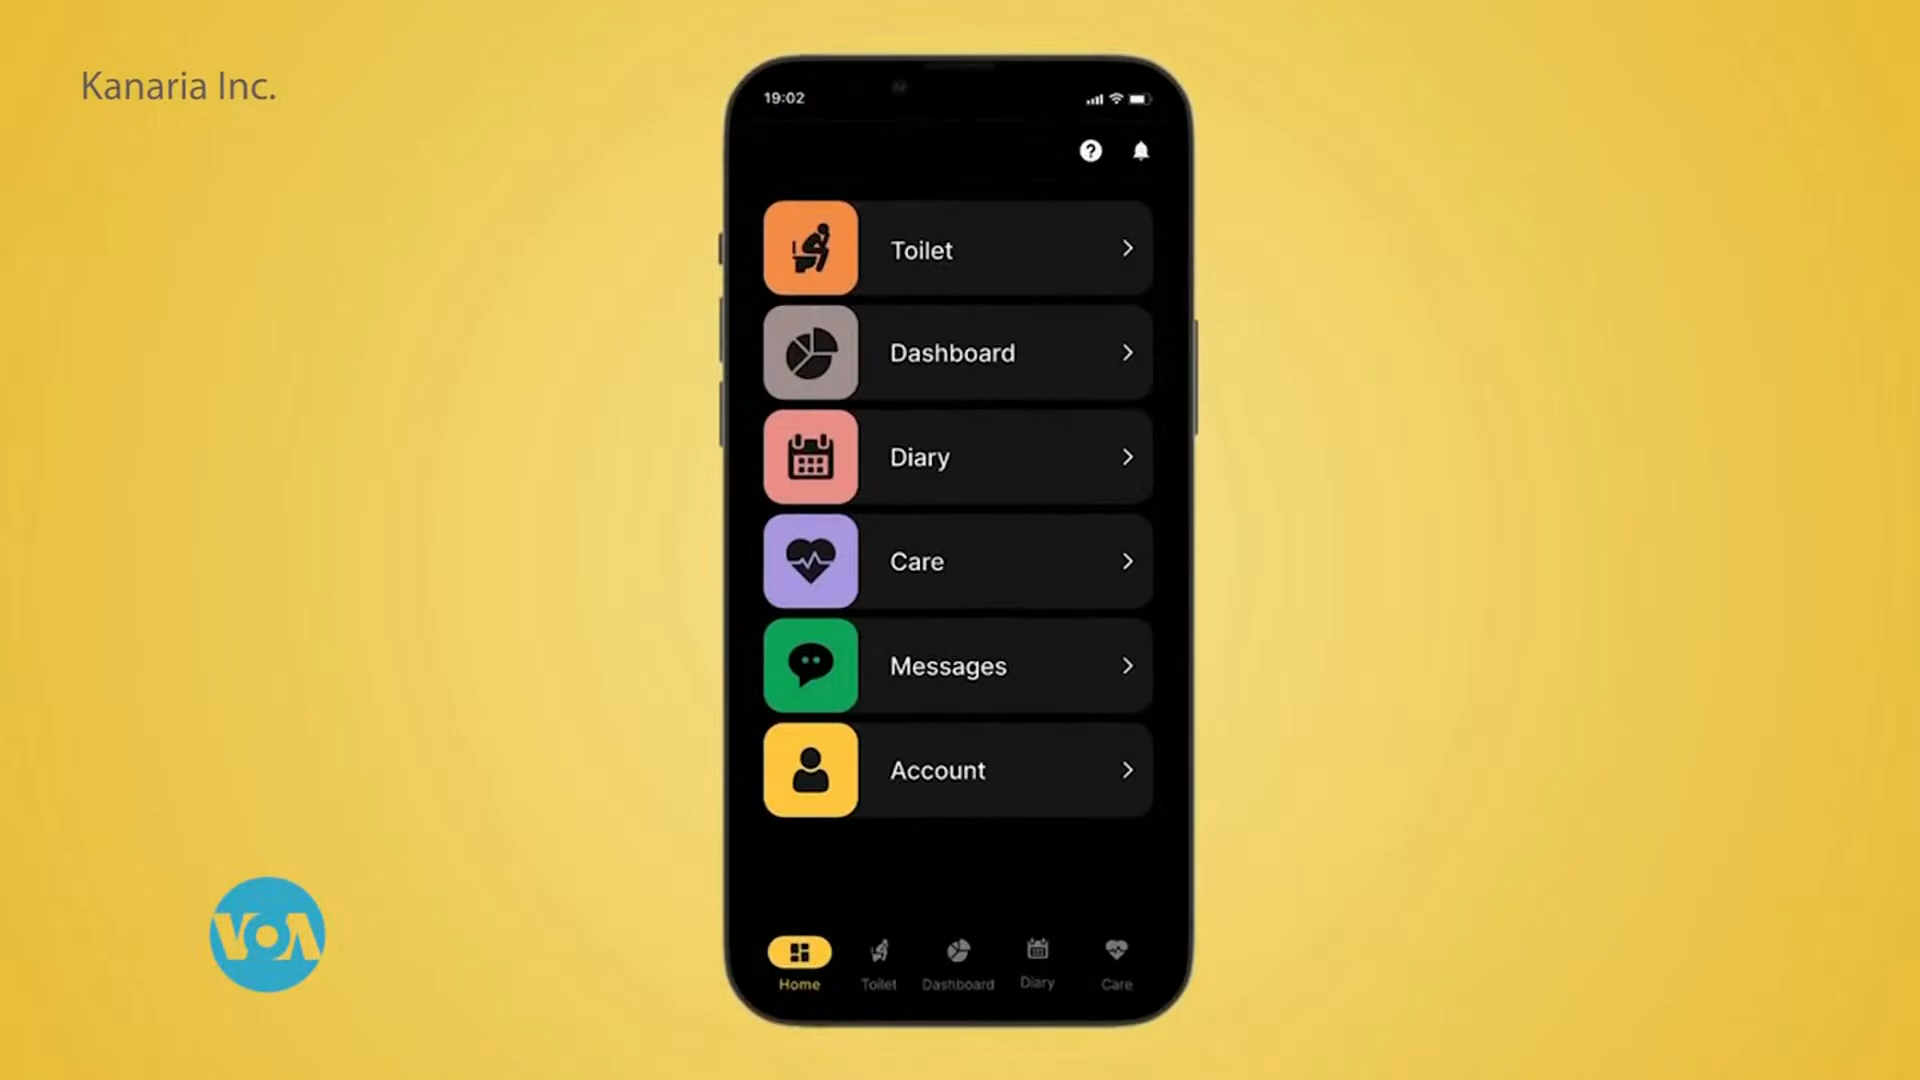 Kanaria Inc.
19:02
?
Toilet
Dashboard
Diary
Care
Messages
Account
VOA
Home
Toilet
Dashboard
Diary
Care